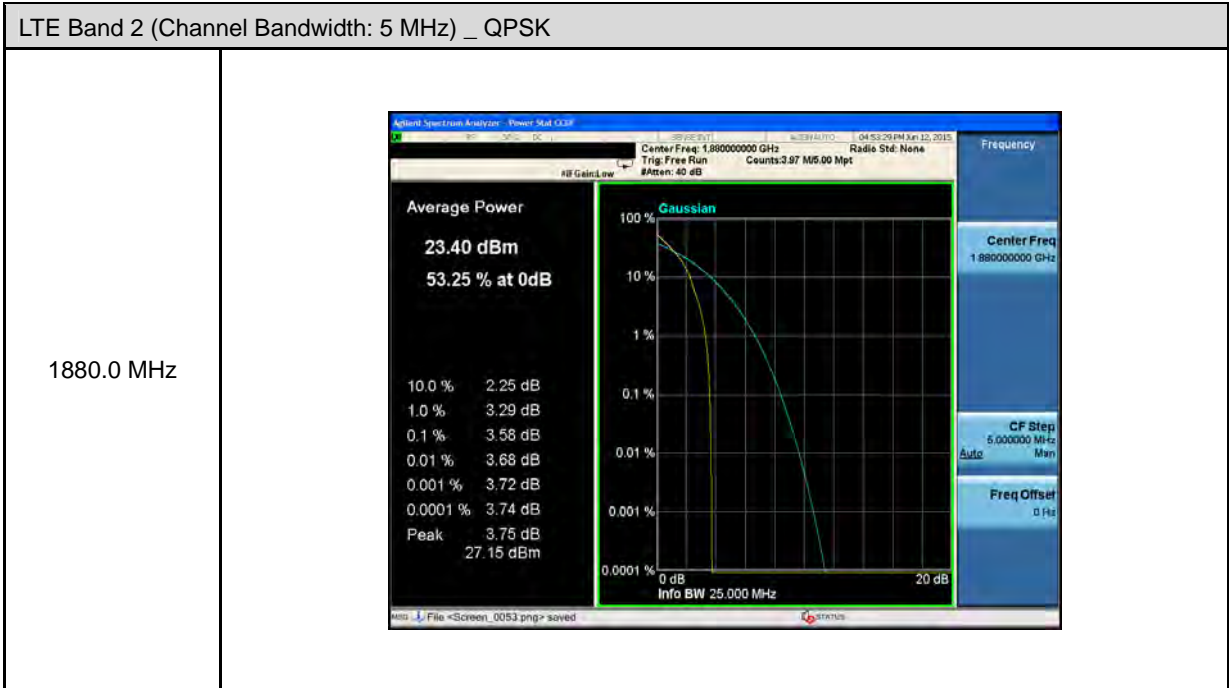 LTE Band 2 (Channel Bandwidth: 5 MHz) _ QPSK
1880.0 MHz
Agilent Spectrum Analyzer - Power Stat CCDF
RF DC
04:53:29 PM Jun 12, 2015
Center Freq: 1.880000000 GHz
Radio Std: None
Trig: Free Run
Counts:3.97 M/5.00 Mpt
#IFGain:Low
#Atten: 40 dB
Average Power
23.40 dBm
53.25 % at 0dB
10.0 % 2.25 dB
1.0 % 3.29 dB
0.1 % 3.58 dB
0.01 % 3.68 dB
0.001 % 3.72 dB
0.0001 % 3.74 dB
Peak 3.75 dB
27.15 dBm
Gaussian
100 %
10 %
1 %
0.1 %
0.01 %
0.001 %
0.0001 %
0 dB
20 dB
Info BW 25.000 MHz
Frequency
Center Freq
1.880000000 GHz
CF Step
5.000000 MHz
Auto Man
Freq Offset
0 Hz
MSG File <Screen_0053.png> saved
STATUS